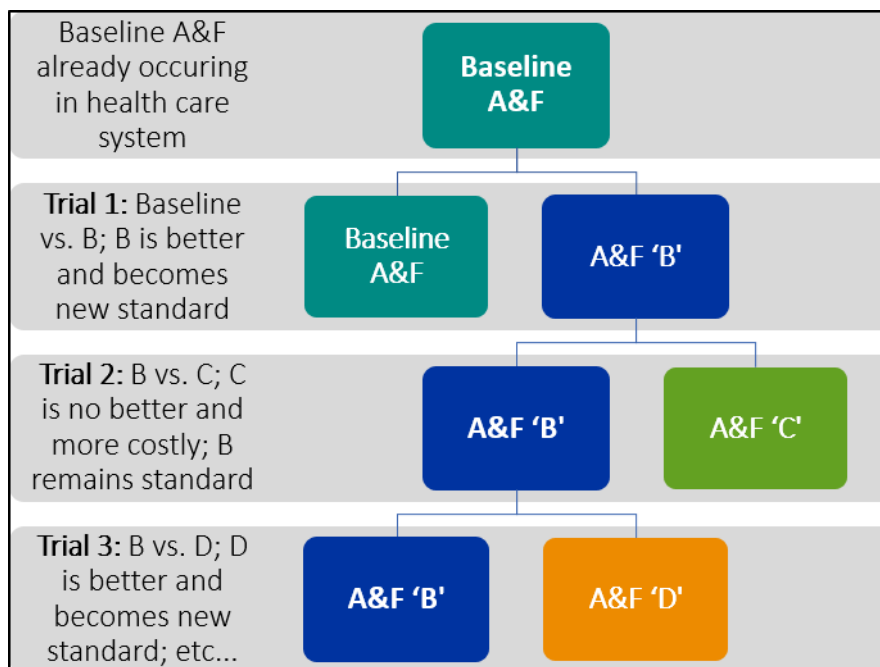 Baseline A&F
already occuring
in health care
system
Baseline
A&F
Trial 1: Baseline
vs. B; B is better
and becomes
new standard
Baseline
A&F
A&F ‘B'
Trial 2: B vs. C; C
is no better and
more costly; B
remains standard
A&F ‘B'
A&F ‘C'
Trial 3: B vs. D; D
is better and
becomes new
standard; etc...
A&F ‘B'
A&F ‘D'